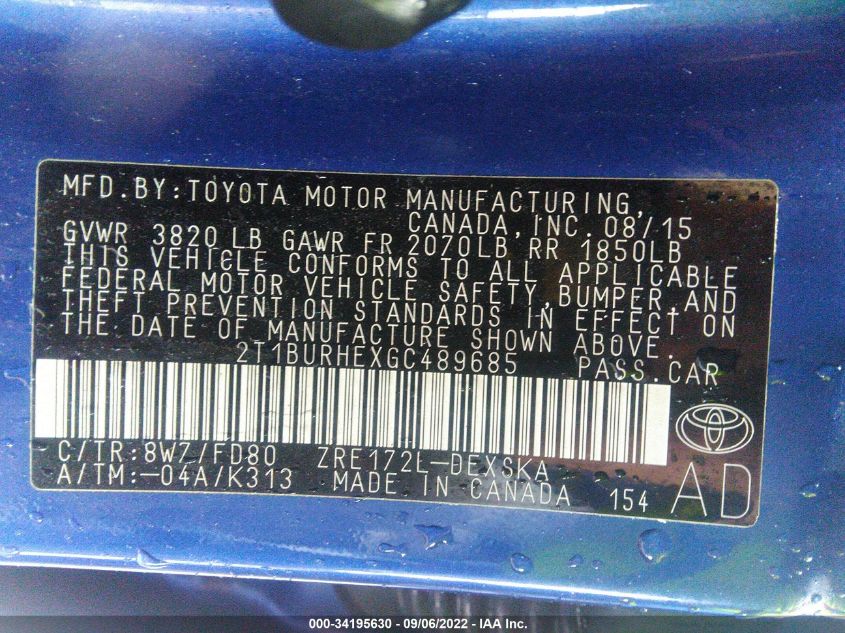 MFD.BY:TOYOTA MOTOR MANUFACTURING,
CANADA,INC. 08/15
GVWR 3820 LB GAWR FR 2070LB RR 1850LB
THIS VEHICLE CONFORMS TO ALL APPLICABLE
FEDERAL MOTOR VEHICLE SAFETY,BUMPER,AND
THEFT PREVENTION STANDARDS IN EFFECT ON
THE DATE OF MANUFACTURE SHOWN ABOVE.
2T1BURHEXGC489685 PASS.CAR
C/TR:8W7/FD80 ZRE172L-DEXSKA
A/TM:-04A/K313 MADE IN CANADA 154 AD
000-34195630 - 09/06/2022 - IAA Inc.